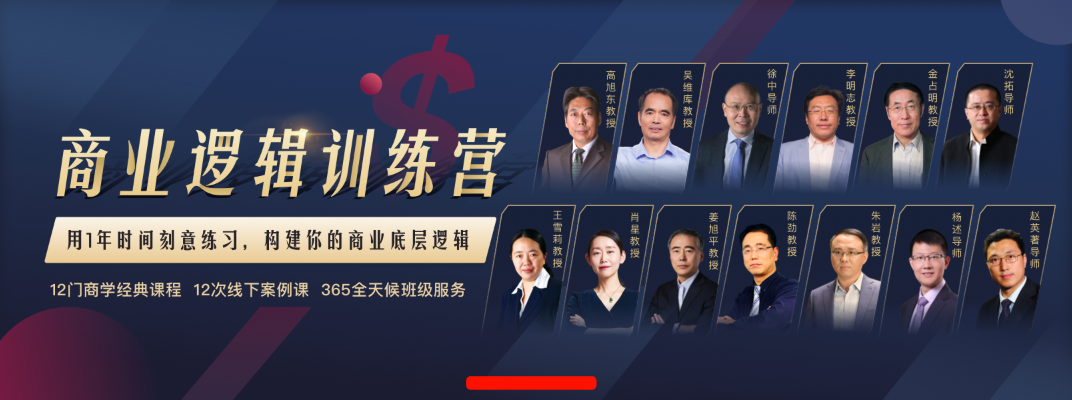 商业逻辑训练营
用1年时间刻意练习，构建你的商业底层逻辑
12门商学经典课程 12次线下案例课 365全天候班级服务
高旭东教授
吴维库教授
徐中导师
李明志教授
金占明教授
沈拓导师
王雪莉教授
肖星教授
姜旭平教授
陈劲教授
朱岩教授
杨述导师
赵英著导师